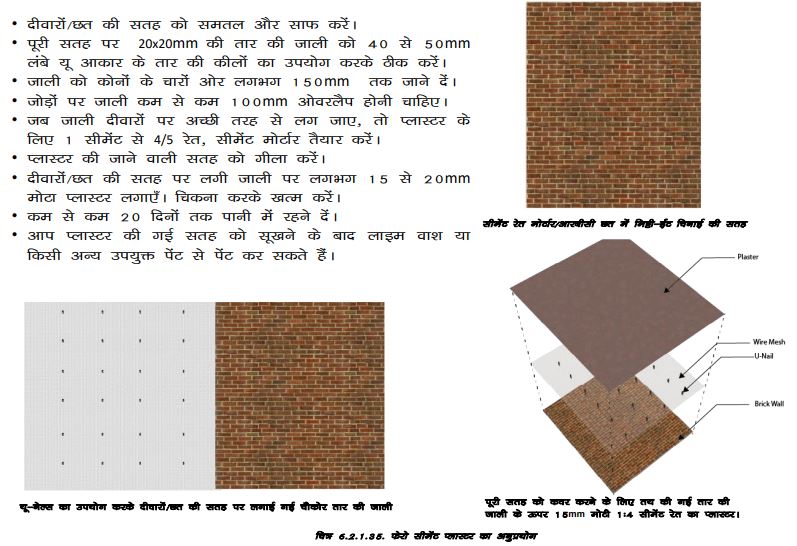 • दीवारों/छत की सतह को समतल और साफ करें।
• पूरी सतह पर 20x20mm की तार की जाली को 40 से 50mm
लंबे यू आकार के तार की कीलों का उपयोग करके ठीक करें।
• जाली को कोनों के चारों ओर लगभग 150mm तक जाने दें।
• जोड़ों पर जाली कम से कम 100mm ओवरलैप होनी चाहिए।
• जब जाली दीवारों पर अच्छी तरह से लग जाए, तो प्लास्टर के
लिए 1 सीमेंट से 4/5 रेत, सीमेंट मोर्टार तैयार करें।
• प्लास्टर की जाने वाली सतह को गीला करें।
• दीवारों/छत की सतह पर लगी जाली पर लगभग 15 से 20mm
मोटा प्लास्टर लगाएँ। चिकना करके खत्म करें।
• कम से कम 20 दिनों तक पानी में रहने दें।
• आप प्लास्टर की गई सतह को सूखने के बाद लाइम वाश या
किसी अन्य उपयुक्त पेंट से पेंट कर सकते हैं।
सीमेंट रेत मोर्टार/आरबीसी छत में मिट्टी-ईंट चिनाई की सतह
Plaster
Wire Mesh
U-Nail
Brick Wall
यू-नेल्स का उपयोग करके दीवारों/छत की सतह पर लगाई गई चौकोर तार की जाली
पूरी सतह को कवर करने के लिए तय की गई तार की
जाली के ऊपर 15mm मोटी 1:4 सीमेंट रेत का प्लास्टर।
चित्र 6.2.1.35. फेरो सीमेंट प्लास्टर का अनुप्रयोग